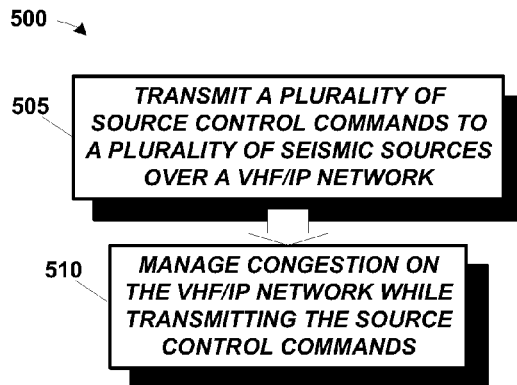 500
505
TRANSMIT A PLURALITY OF
SOURCE CONTROL COMMANDS TO
A PLURALITY OF SEISMIC SOURCES
OVER A VHF/IP NETWORK
510
MANAGE CONGESTION ON
THE VHF/IP NETWORK WHILE
TRANSMITTING THE SOURCE
CONTROL COMMANDS